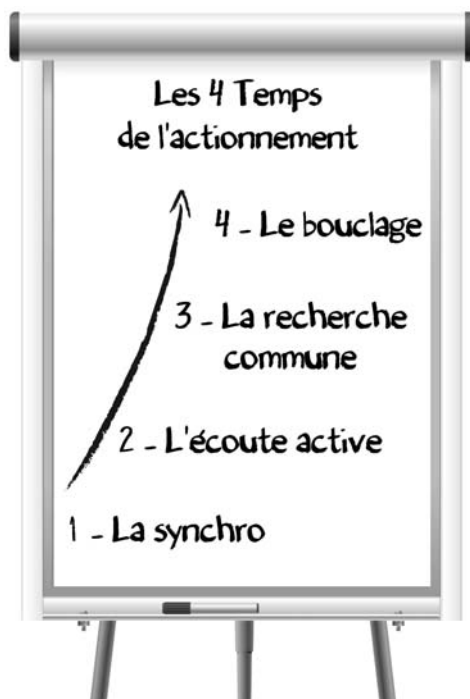 Les 4 Temps
de l'actionnement
4 - Le bouclage
3 - La recherche
commune
2 - L'écoute active
1 - La synchro